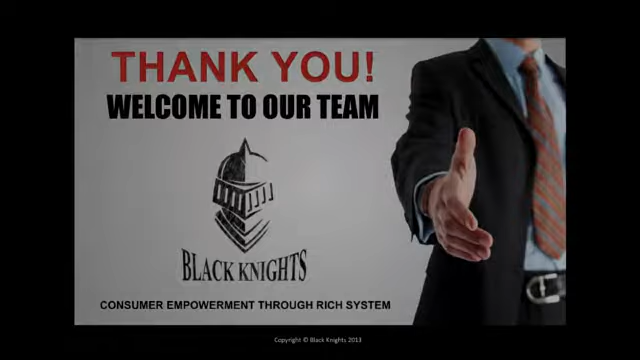 THANK YOU!
WELCOME TO OUR TEAM
BLACK KNIGHTS
CONSUMER EMPOWERMENT THROUGH RICH SYSTEM
Copyright © Black Knights 2013